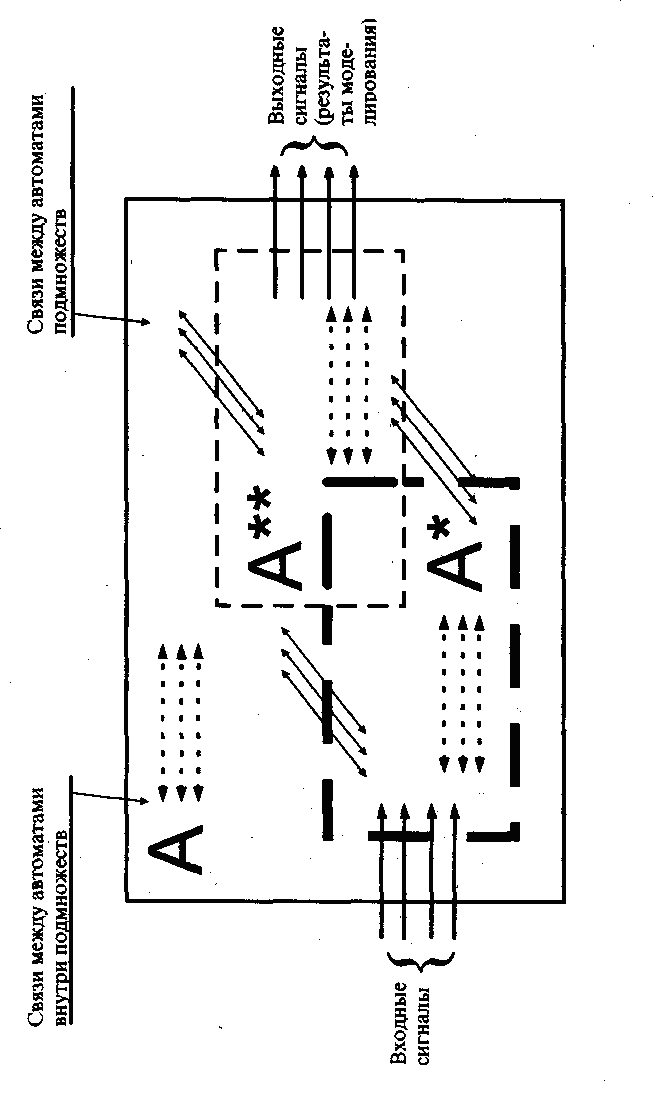 Связи между автоматами
внутри подмножеств
Связи между автоматами
подмножеств
A
A**
A*
Входные
сигналы
Выходные
сигналы
(результа-
ты моде-
лирования)